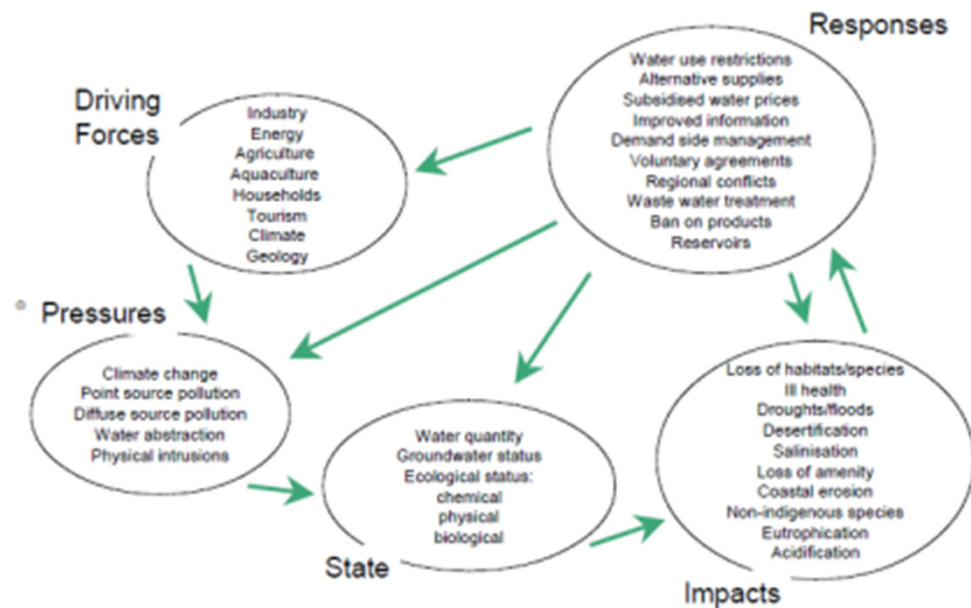 Responses
Water use restrictions
Alternative supplies
Subsidised water prices
Improved information
Demand side management
Voluntary agreements
Regional conflicts
Waste water treatment
Ban on products
Reservoirs
Driving
Forces
Industry
Energy
Agriculture
Aquaculture
Households
Tourism
Climate
Geology
Pressures
Climate change
Point source pollution
Diffuse source pollution
Water abstraction
Physical intrusions
Water quantity
Groundwater status
Ecological status:
chemical
physical
biological
State
Loss of habitats/species
Ill health
Droughts/floods
Desertification
Salinisation
Loss of amenity
Coastal erosion
Non-indigenous species
Eutrophication
Acidification
Impacts